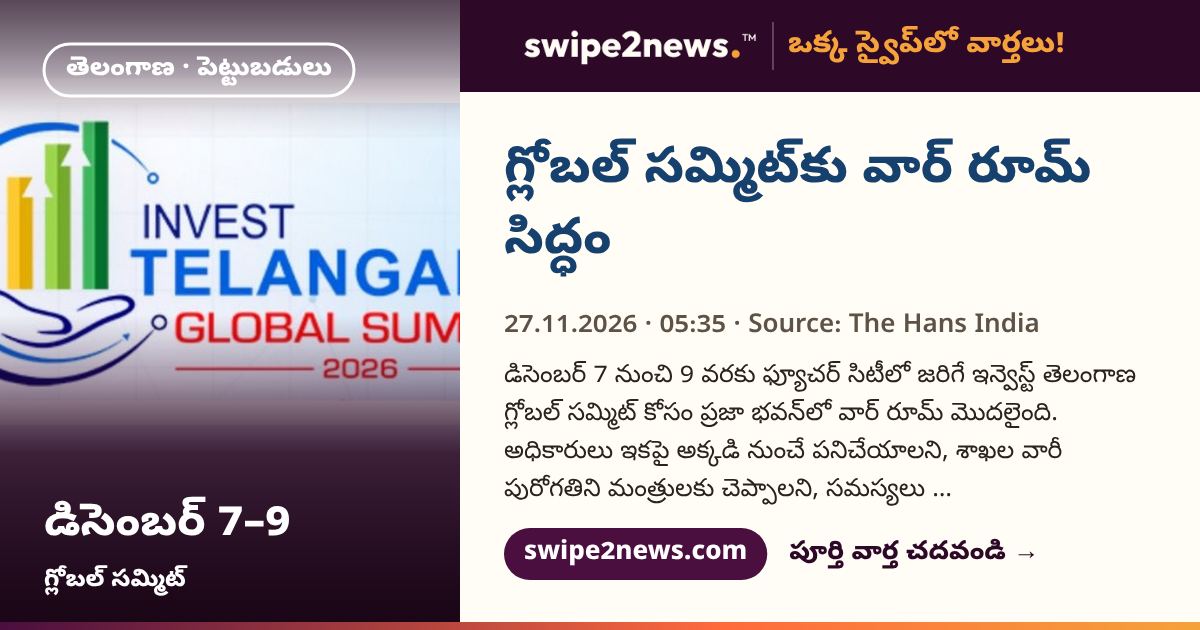 తెలంగాణ · పెట్టుబడులు
INVEST
TELANGA
GLOBAL SUM
2026
డిసెంబర్ 7–9
గ్లోబల్ సమ్మిట్
swipe2news.™
ఒక్క స్వైప్‌లో వార్తలు!
గ్లోబల్ సమ్మిట్‌కు వార్ రూమ్
సిద్ధం
27.11.2026 · 05:35 · Source: The Hans India
డిసెంబర్ 7 నుంచి 9 వరకు ఫ్యూచర్ సిటీలో జరిగే ఇన్వెస్ట్ తెలంగాణ
గ్లోబల్ సమ్మిట్ కోసం ప్రజా భవన్‌లో వార్ రూమ్ మొదలైంది.
అధికారులు ఇకపై అక్కడి నుంచే పనిచేయాలని, శాఖల వారీ
పురోగతిని మంత్రులకు చెప్పాలని, సమస్యలు ...
swipe2news.com
పూర్తి వార్త చదవండి →